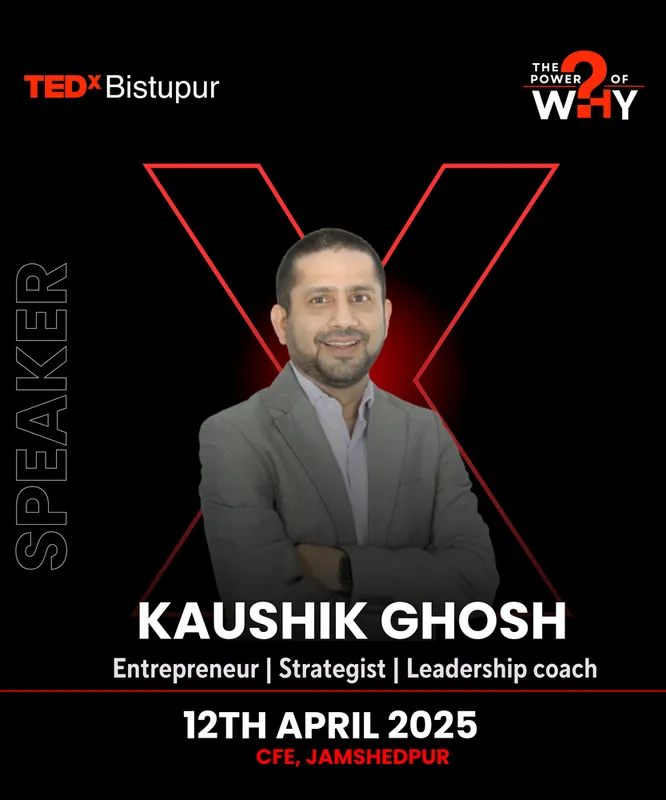 TEDx Bistupur
THE
POWER OF
WHY
SPEAKER
KAUSHIK GHOSH
Entrepreneur | Strategist | Leadership coach
12TH APRIL 2025
CFE, JAMSHEDPUR